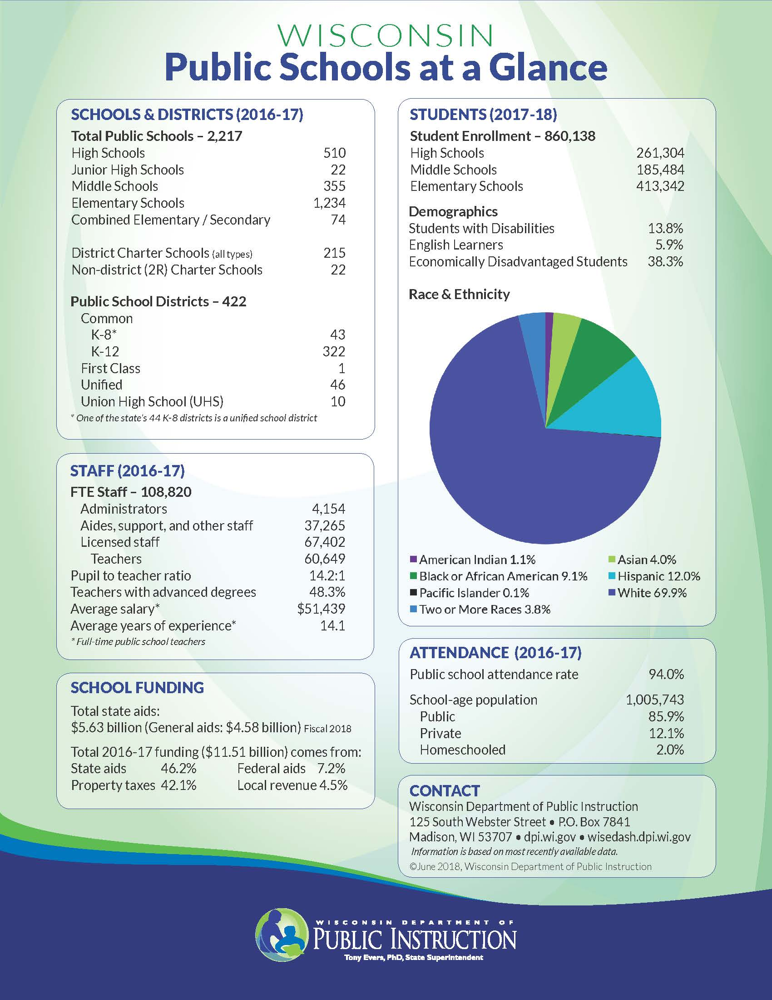 WISCONSIN
Public Schools at a Glance
SCHOOLS & DISTRICTS (2016-17)
Total Public Schools – 2,217
High Schools 510
Junior High Schools 22
Middle Schools 355
Elementary Schools 1,234
Combined Elementary / Secondary 74
District Charter Schools (all types) 215
Non-district (2R) Charter Schools 22
Public School Districts – 422
Common
K-8* 43
K-12 322
First Class 1
Unified 46
Union High School (UHS) 10
* One of the state's 44 K-8 districts is a unified school district
STAFF (2016-17)
FTE Staff – 108,820
Administrators 4,154
Aides, support, and other staff 37,265
Licensed staff 67,402
Teachers 60,649
Pupil to teacher ratio 14.2:1
Teachers with advanced degrees 48.3%
Average salary* $51,439
Average years of experience* 14.1
* Full-time public school teachers
SCHOOL FUNDING
Total state aids:
$5.63 billion (General aids: $4.58 billion) Fiscal 2018
Total 2016-17 funding ($11.51 billion) comes from:
State aids 46.2% Federal aids 7.2%
Property taxes 42.1% Local revenue 4.5%
STUDENTS (2017-18)
Student Enrollment – 860,138
High Schools 261,304
Middle Schools 185,484
Elementary Schools 413,342
Demographics
Students with Disabilities 13.8%
English Learners 5.9%
Economically Disadvantaged Students 38.3%
Race & Ethnicity
American Indian 1.1% Asian 4.0%
Black or African American 9.1% Hispanic 12.0%
Pacific Islander 0.1% White 69.9%
Two or More Races 3.8%
ATTENDANCE (2016-17)
Public school attendance rate 94.0%
School-age population 1,005,743
Public 85.9%
Private 12.1%
Homeschooled 2.0%
CONTACT
Wisconsin Department of Public Instruction
125 South Webster Street • P.O. Box 7841
Madison, WI 53707 • dpi.wi.gov • wisedash.dpi.wi.gov
Information is based on most recently available data.
©June 2018, Wisconsin Department of Public Instruction
WISCONSIN DEPARTMENT OF
PUBLIC INSTRUCTION
Tony Evers, PhD, State Superintendent